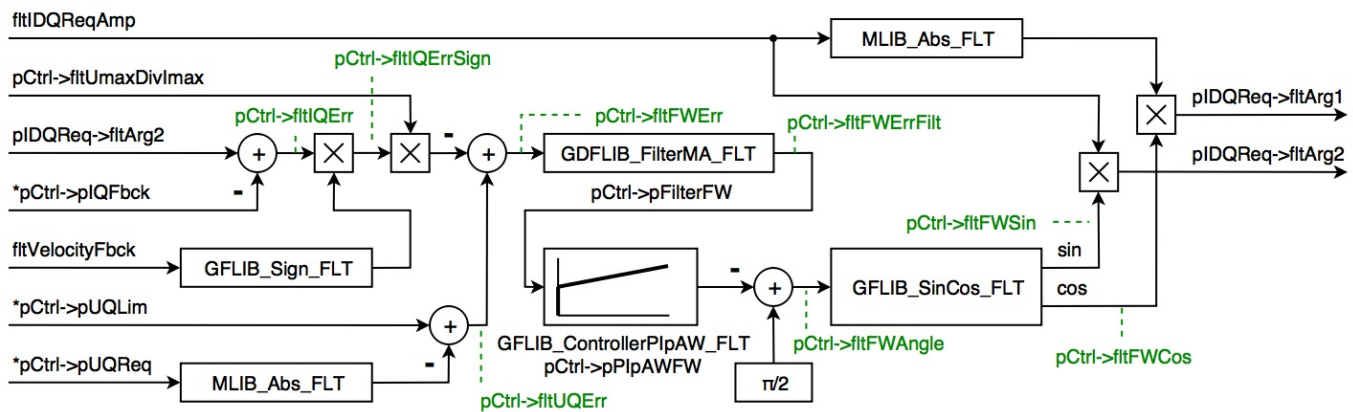 fltIDQReqAmp
MLIB_Abs_FLT
pCtrl->fltIQErrSign
pCtrl->fltUmaxDivImax
pIDQReq->fltArg1
pCtrl->fltIQErr
pCtrl->fltFWErr
pCtrl->fltFWErrFilt
pIDQReq->fltArg2
+
-
+
GDFLIB_FilterMA_FLT
pIDQReq->fltArg2
*pCtrl->pIQFbck
-
pCtrl->pFilterFW
pCtrl->fltFWSin
fltVelocityFbck
GFLIB_Sign_FLT
sin
-
+
GFLIB_SinCos_FLT
cos
*pCtrl->pUQLim
+
GFLIB_ControllerPIpAW_FLT
pCtrl->fltFWAngle
pCtrl->fltFWCos
*pCtrl->pUQReq
-
pCtrl->pPIpAWFW
MLIB_Abs_FLT
π/2
pCtrl->fltUQErr